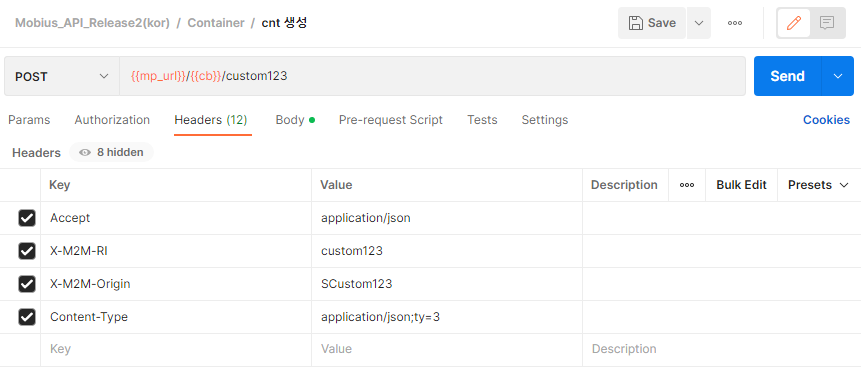 Mobius_API_Release2(kor) / Container / cnt 생성
Save
POST {{mp_url}}/{{cb}}/custom123 Send
Params Authorization Headers (12) Body Pre-request Script Tests Settings Cookies
Headers 8 hidden
Key Value Description Bulk Edit Presets
Accept application/json
X-M2M-RI custom123
X-M2M-Origin SCustom123
Content-Type application/json;ty=3
Key Value Description